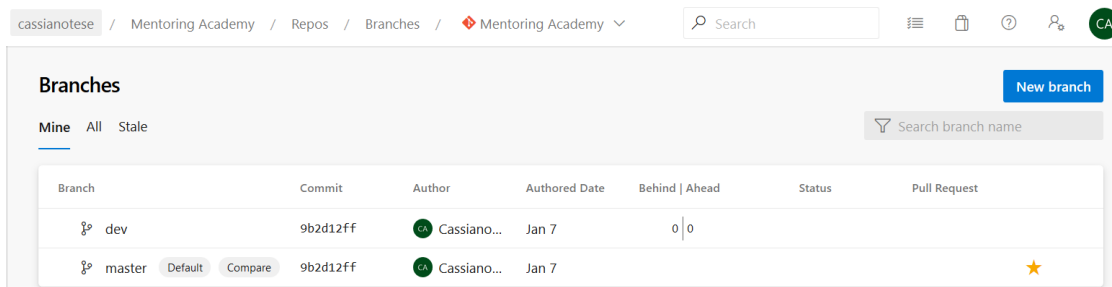 cassianotese / Mentoring Academy / Repos / Branches / Mentoring Academy Search CA
Branches New branch
Mine All Stale Search branch name
Branch Commit Author Authored Date Behind | Ahead Status Pull Request
dev 9b2d12ff CA Cassiano... Jan 7 0 0
master Default Compare 9b2d12ff CA Cassiano... Jan 7